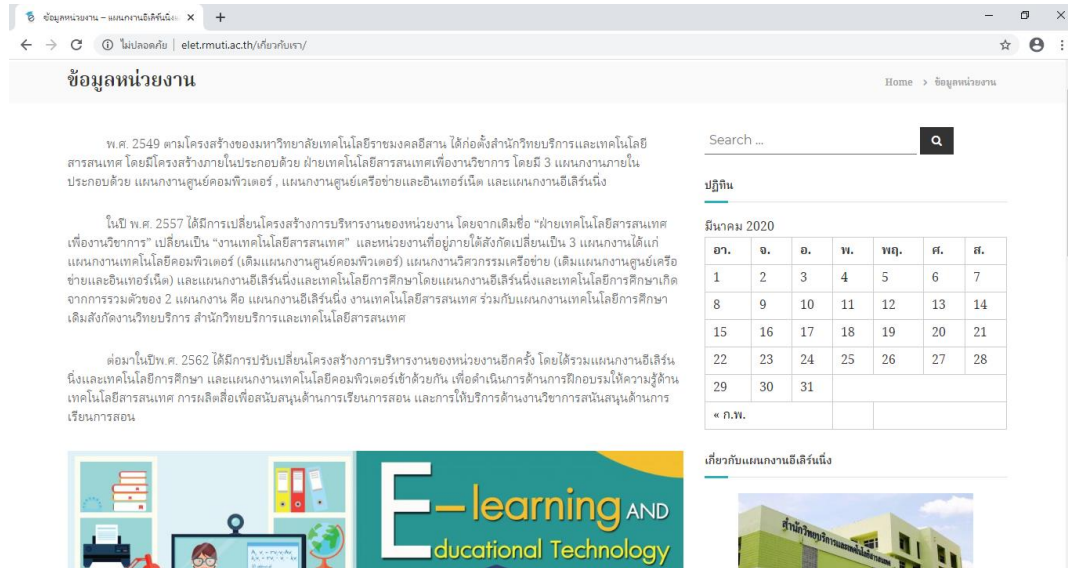 ข้อมูลหน่วยงาน – แผนกงานอีเลิร์นนิ่ง
ไม่ปลอดภัย | elet.rmuti.ac.th/เกี่ยวกับเรา/
ข้อมูลหน่วยงาน
Home > ข้อมูลหน่วยงาน
พ.ศ. 2549 ตามโครงสร้างของมหาวิทยาลัยเทคโนโลยีราชมงคลอีสาน ได้ก่อตั้งสำนักวิทยบริการและเทคโนโลยี
สารสนเทศ โดยมีโครงสร้างภายในประกอบด้วย ฝ่ายเทคโนโลยีสารสนเทศเพื่องานวิชาการ โดยมี 3 แผนกงานภายใน
ประกอบด้วย แผนกงานศูนย์คอมพิวเตอร์ , แผนกงานศูนย์เครือข่ายและอินเทอร์เน็ต และแผนกงานอีเลิร์นนิ่ง
ในปี พ.ศ. 2557 ได้มีการเปลี่ยนโครงสร้างการบริหารงานของหน่วยงาน โดยจากเดิมชื่อ “ฝ่ายเทคโนโลยีสารสนเทศ
เพื่องานวิชาการ” เปลี่ยนเป็น “งานเทคโนโลยีสารสนเทศ” และหน่วยงานที่อยู่ภายใต้สังกัดเปลี่ยนเป็น 3 แผนกงานได้แก่
แผนกงานเทคโนโลยีคอมพิวเตอร์ (เดิมแผนกงานศูนย์คอมพิวเตอร์) แผนกงานวิศวกรรมเครือข่าย (เดิมแผนกงานศูนย์เครือ
ข่ายและอินเทอร์เน็ต) และแผนกงานอีเลิร์นนิ่งและเทคโนโลยีการศึกษาโดยแผนกงานอีเลิร์นนิ่งและเทคโนโลยีการศึกษาเกิด
จากการรวมตัวของ 2 แผนกงาน คือ แผนกงานอีเลิร์นนิ่ง งานเทคโนโลยีสารสนเทศ ร่วมกับแผนกงานเทคโนโลยีการศึกษา
เดิมสังกัดงานวิทยบริการ สำนักวิทยบริการและเทคโนโลยีสารสนเทศ
ต่อมาในปีพ.ศ. 2562 ได้มีการปรับเปลี่ยนโครงสร้างการบริหารงานของหน่วยงานอีกครั้ง โดยได้รวมแผนกงานอีเลิร์น
นิ่งและเทคโนโลยีการศึกษา และแผนกงานเทคโนโลยีคอมพิวเตอร์เข้าด้วยกัน เพื่อดำเนินการด้านการฝึกอบรมให้ความรู้ด้าน
เทคโนโลยีสารสนเทศ การผลิตสื่อเพื่อสนับสนุนด้านการเรียนการสอน และการให้บริการด้านงานวิชาการสนันสนุนด้านการ
เรียนการสอน
E-learning AND
Educational Technology
Search ...
ปฏิทิน
มีนาคม 2020
อา. จ. อ. พ. พฤ. ศ. ส.
1 2 3 4 5 6 7
8 9 10 11 12 13 14
15 16 17 18 19 20 21
22 23 24 25 26 27 28
29 30 31
« ก.พ.
เกี่ยวกับแผนกงานอีเลิร์นนิ่ง
สำนักวิทยบริการและเทคโนโลยีสารสนเทศ